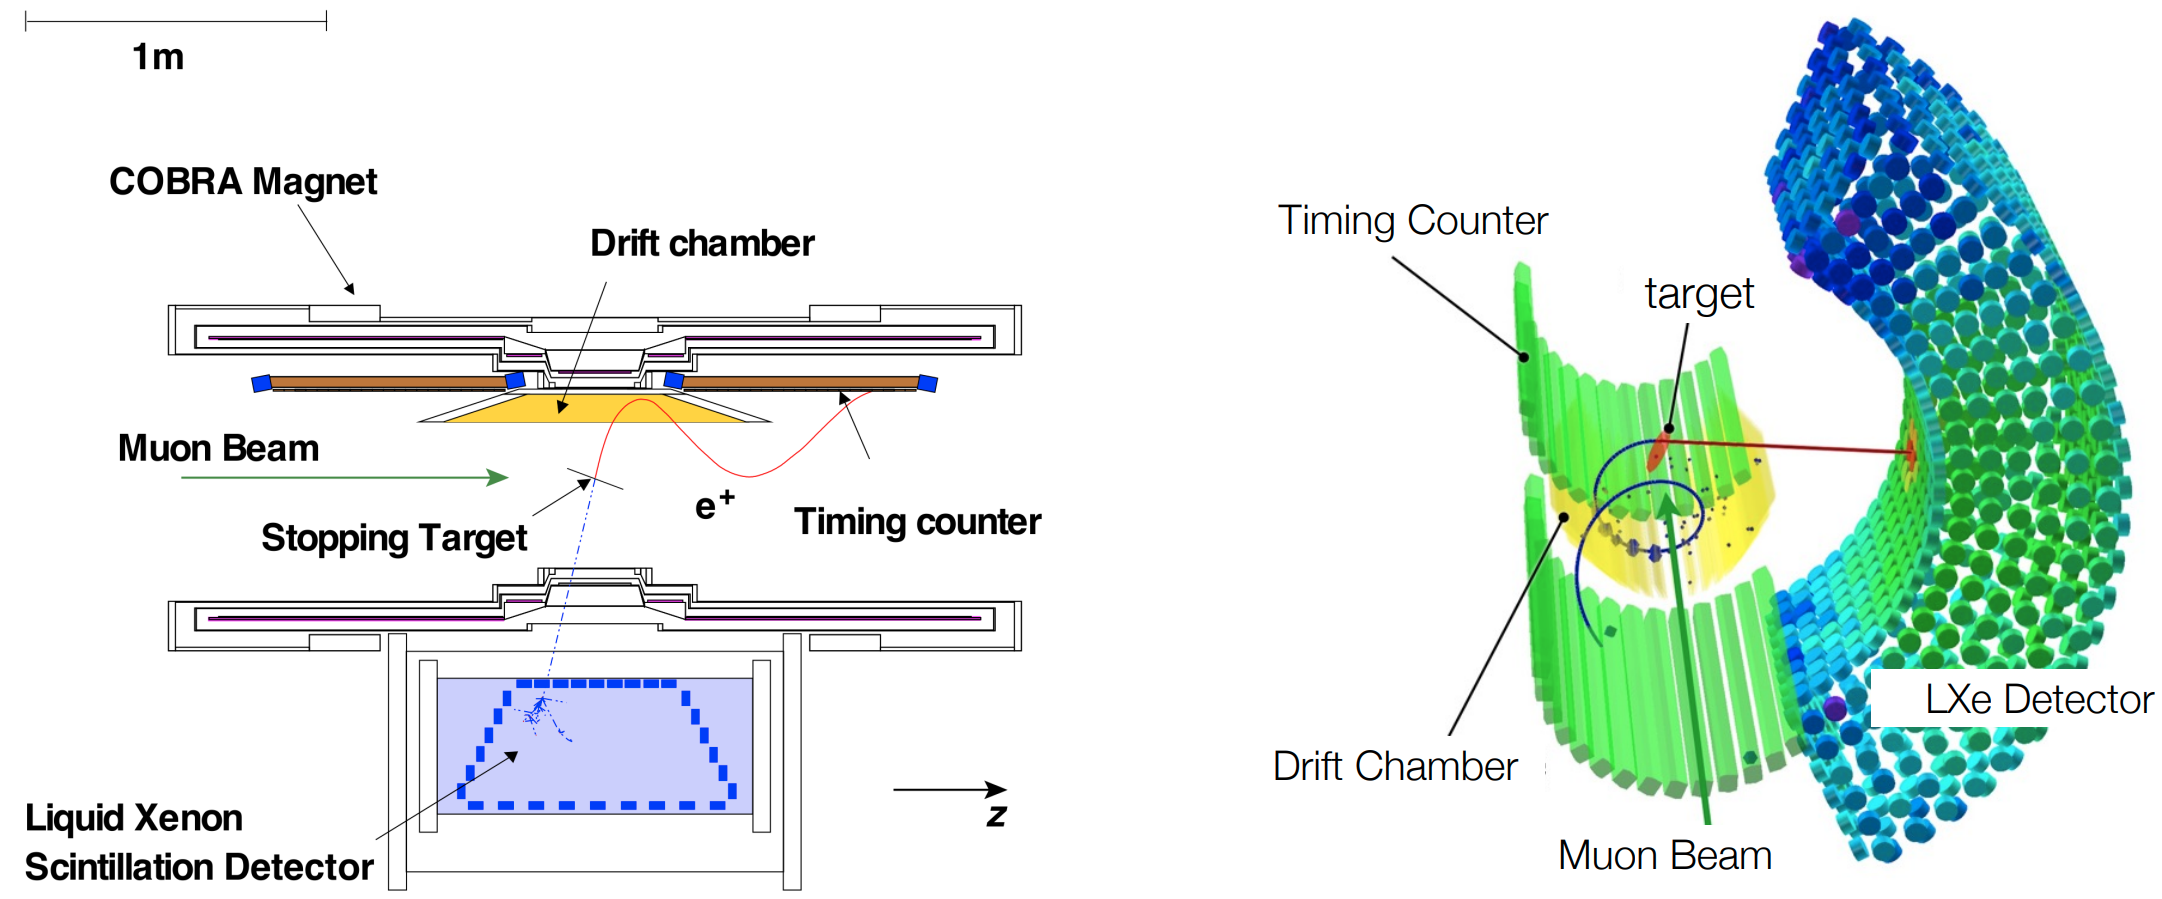 1m
COBRA Magnet
Drift chamber
Muon Beam
Stopping Target
e+
Timing counter
Liquid Xenon
Scintillation Detector
z
Timing Counter
target
Drift Chamber
LXe Detector
Muon Beam